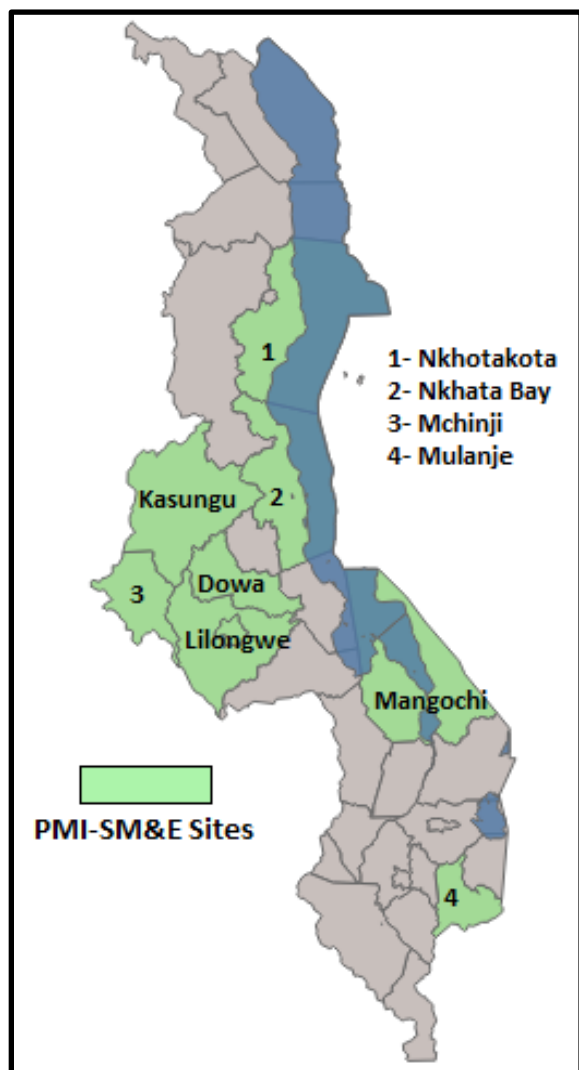 1
1- Nkhotakota
2- Nkhata Bay
3- Mchinji
4- Mulanje
Kasungu
2
Dowa
3
Lilongwe
Mangochi
PMI-SM&E Sites
4